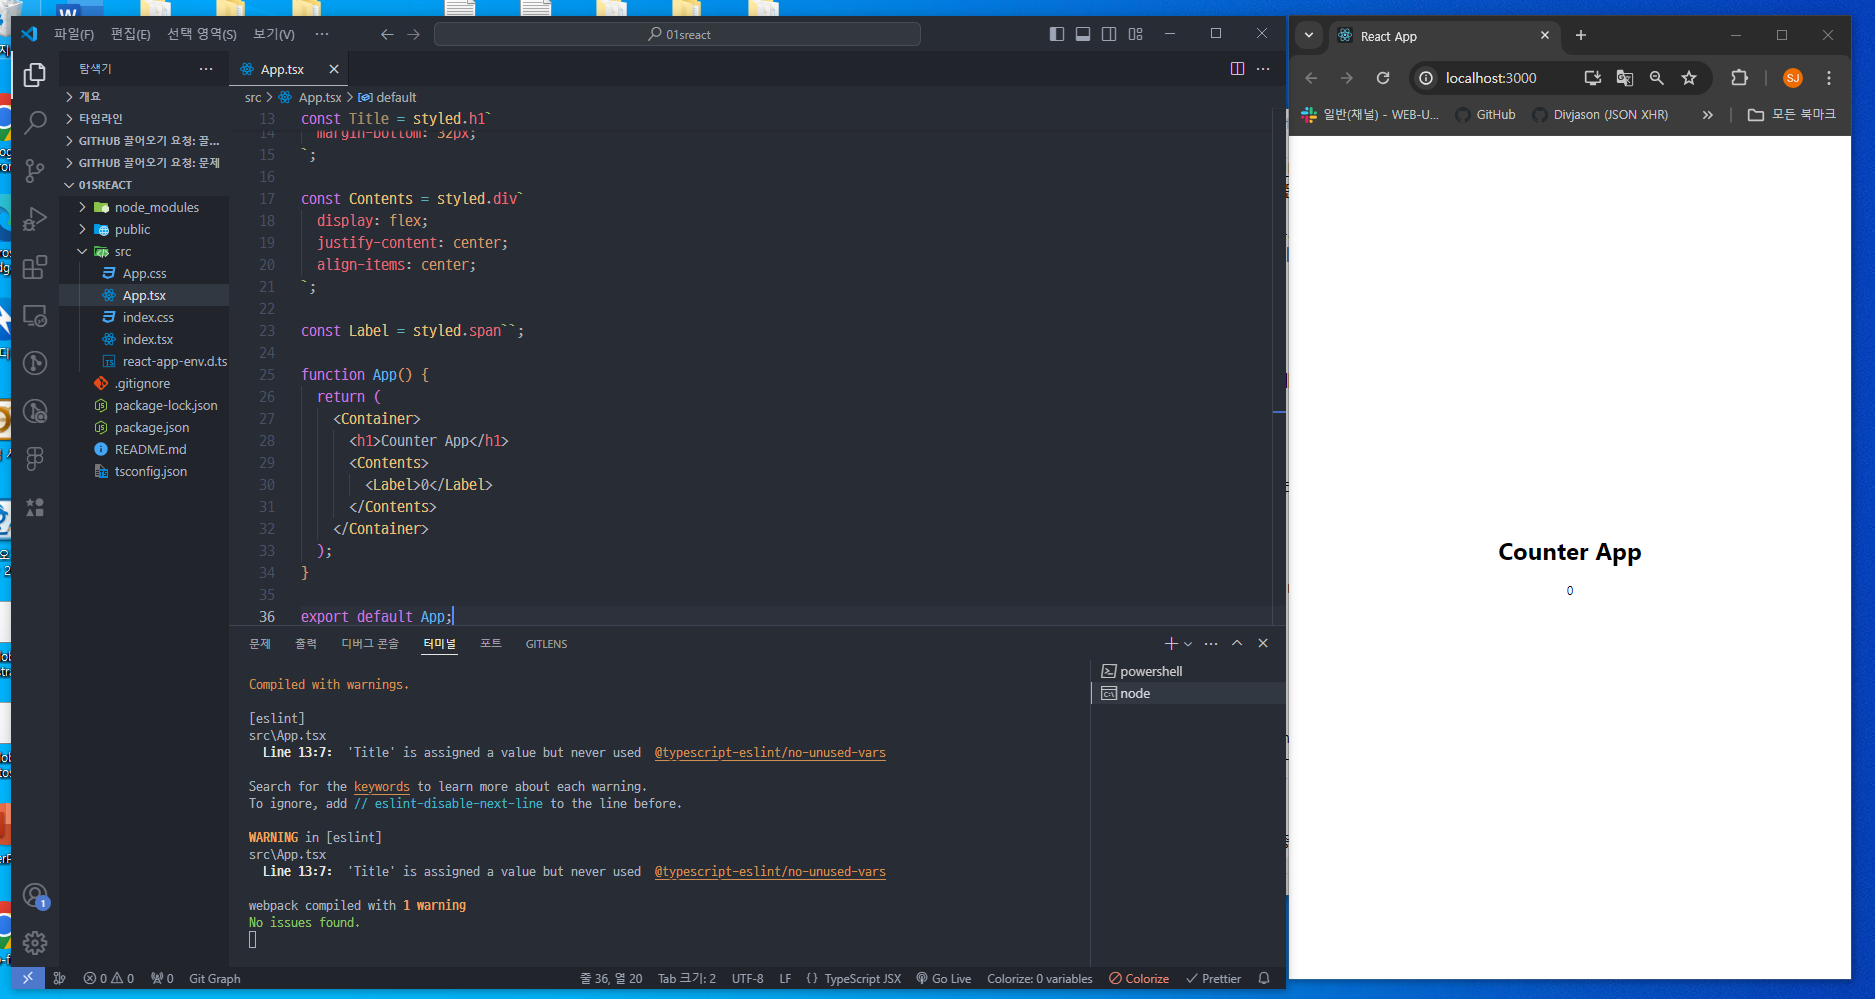 파일(F) 편집(E) 선택 영역(S) 보기(V) ···
01sreact
탐색기 ···
개요
타임라인
GITHUB 끌어오기 요청: 끌...
GITHUB 끌어오기 요청: 문제
01SREACT
node_modules
public
src
App.css
App.tsx
index.css
index.tsx
react-app-env.d.ts
.gitignore
package-lock.json
package.json
README.md
tsconfig.json
1
App.tsx
src > App.tsx > default
13 const Title = styled.h1`
14 margin-bottom: 32px;
15 `;
16
17 const Contents = styled.div`
18 display: flex;
19 justify-content: center;
20 align-items: center;
21 `;
22
23 const Label = styled.span``;
24
25 function App() {
26 return (
27 <Container>
28 <h1>Counter App</h1>
29 <Contents>
30 <Label>0</Label>
31 </Contents>
32 </Container>
33 );
34 }
35
36 export default App;
문제 출력 디버그 콘솔 터미널 포트 GITLENS
Compiled with warnings.
[eslint]
src\App.tsx
Line 13:7: 'Title' is assigned a value but never used @typescript-eslint/no-unused-vars
Search for the keywords to learn more about each warning.
To ignore, add // eslint-disable-next-line to the line before.
WARNING in [eslint]
src\App.tsx
Line 13:7: 'Title' is assigned a value but never used @typescript-eslint/no-unused-vars
webpack compiled with 1 warning
No issues found.
powershell
node
0 0 0 Git Graph 줄 36, 열 20 Tab 크기: 2 UTF-8 LF {} TypeScript JSX Go Live Colorize: 0 variables Colorize Prettier
React App
localhost:3000
SJ
일반(채널) - WEB-U... GitHub Divjason (JSON XHR) » 모든 북마크
Counter App
0